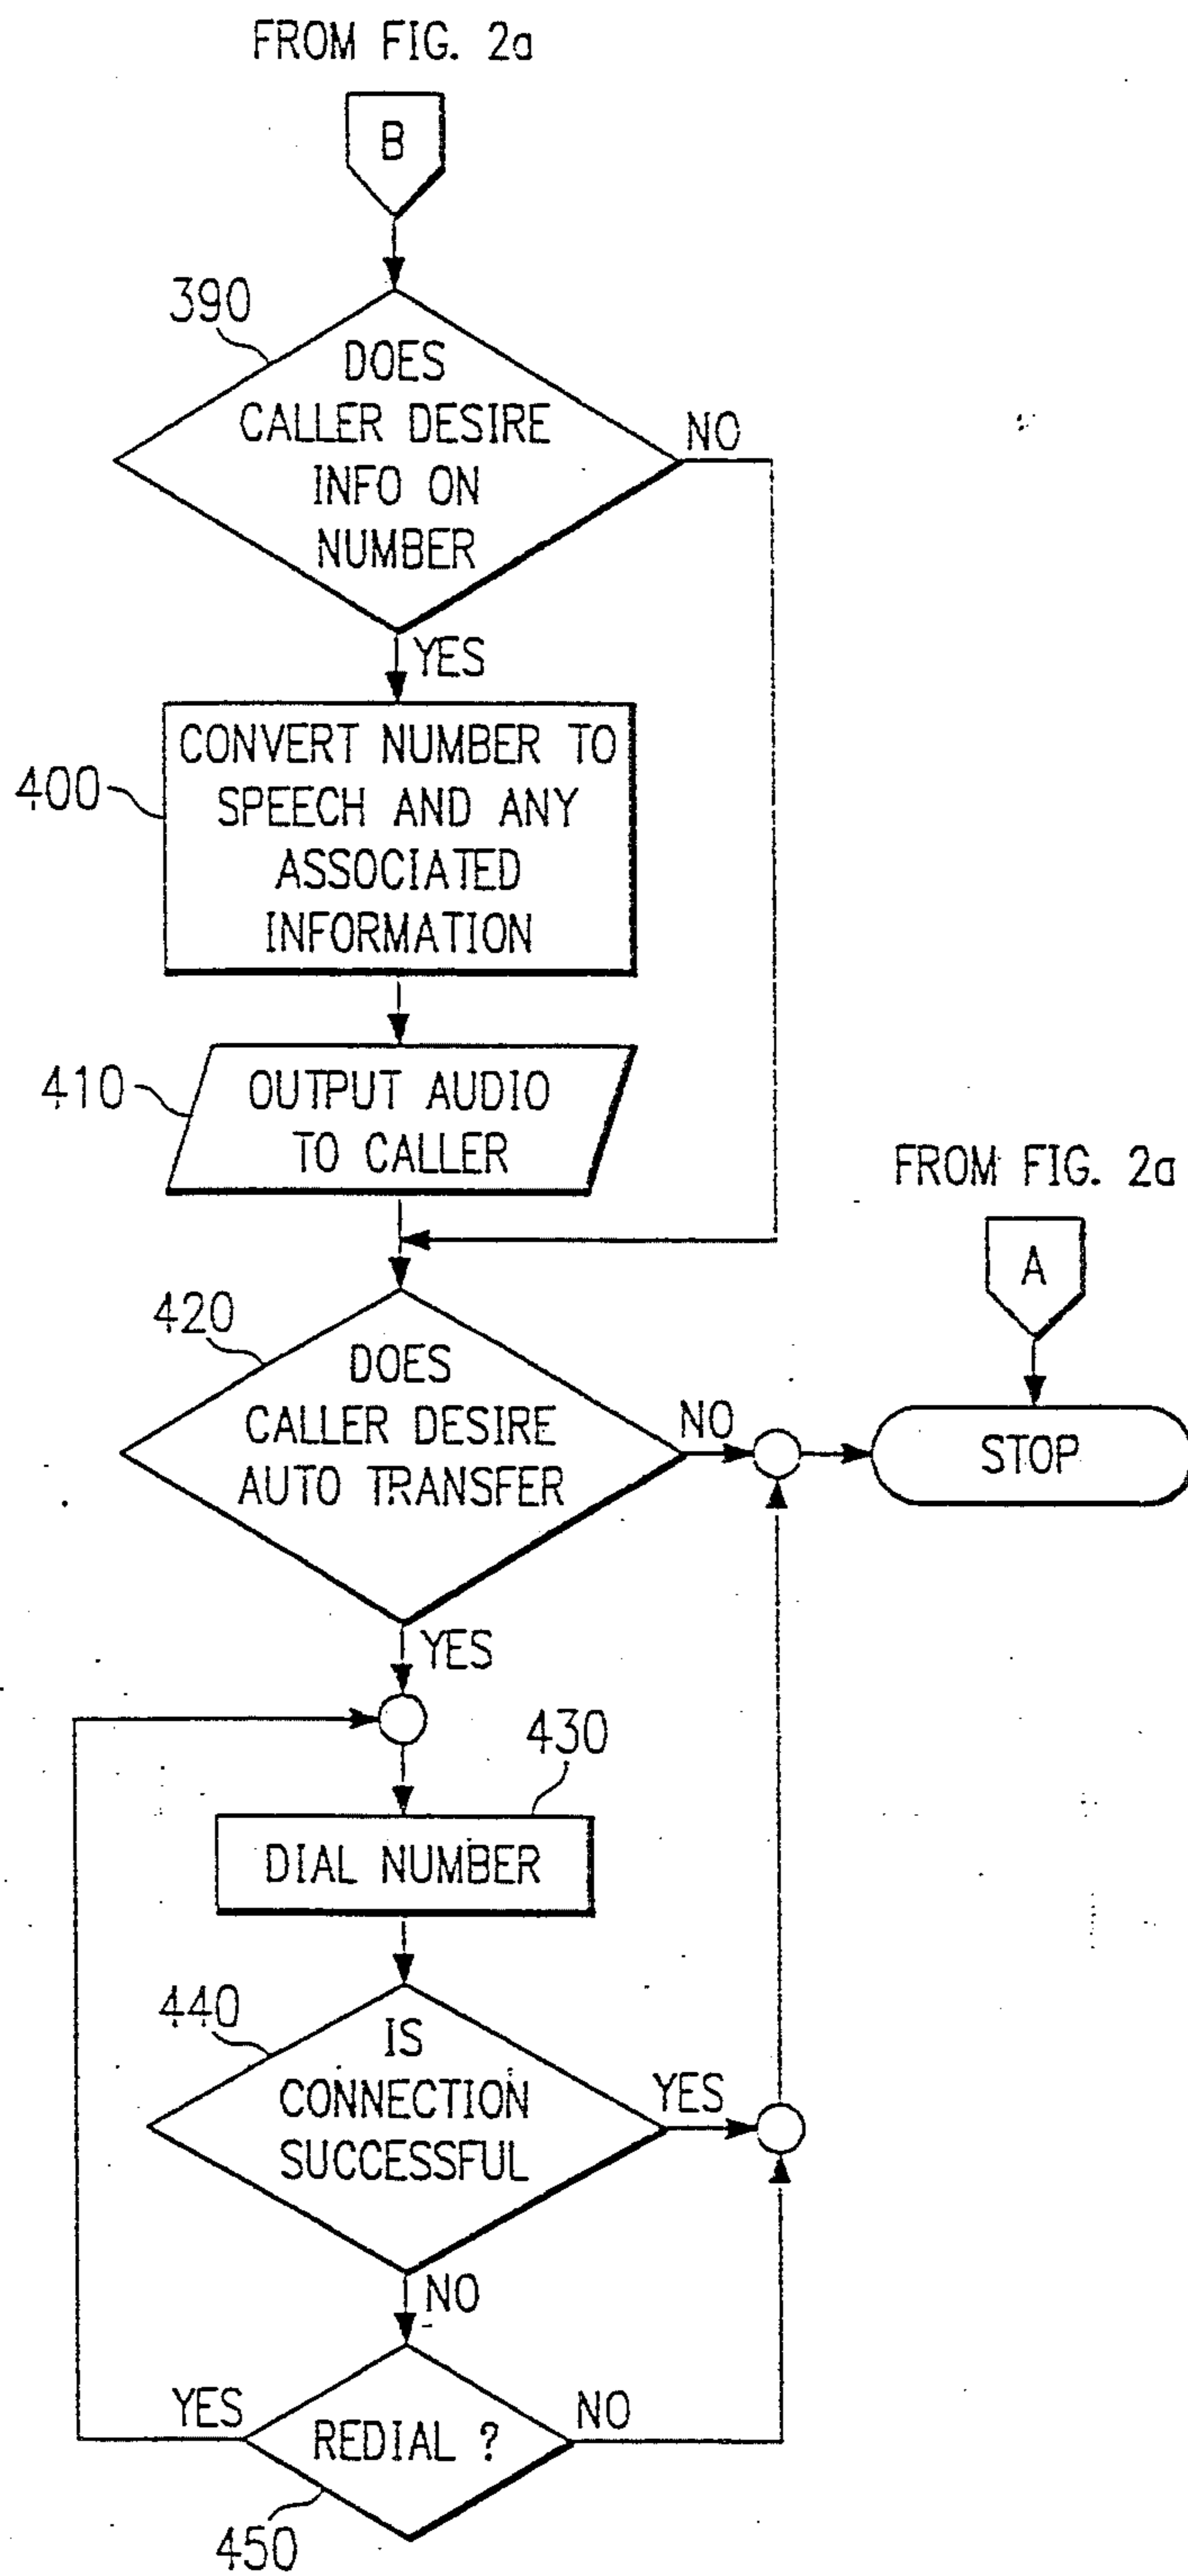 FROM FIG. 2a
B
390
DOES
CALLER DESIRE
INFO ON
NUMBER
NO
YES
400
CONVERT NUMBER TO
SPEECH AND ANY
ASSOCIATED
INFORMATION
410
OUTPUT AUDIO
TO CALLER
FROM FIG. 2a
A
420
DOES
CALLER DESIRE
AUTO TRANSFER
NO
STOP
YES
430
DIAL NUMBER
440
IS
CONNECTION
SUCCESSFUL
YES
NO
YES
REDIAL ?
NO
450